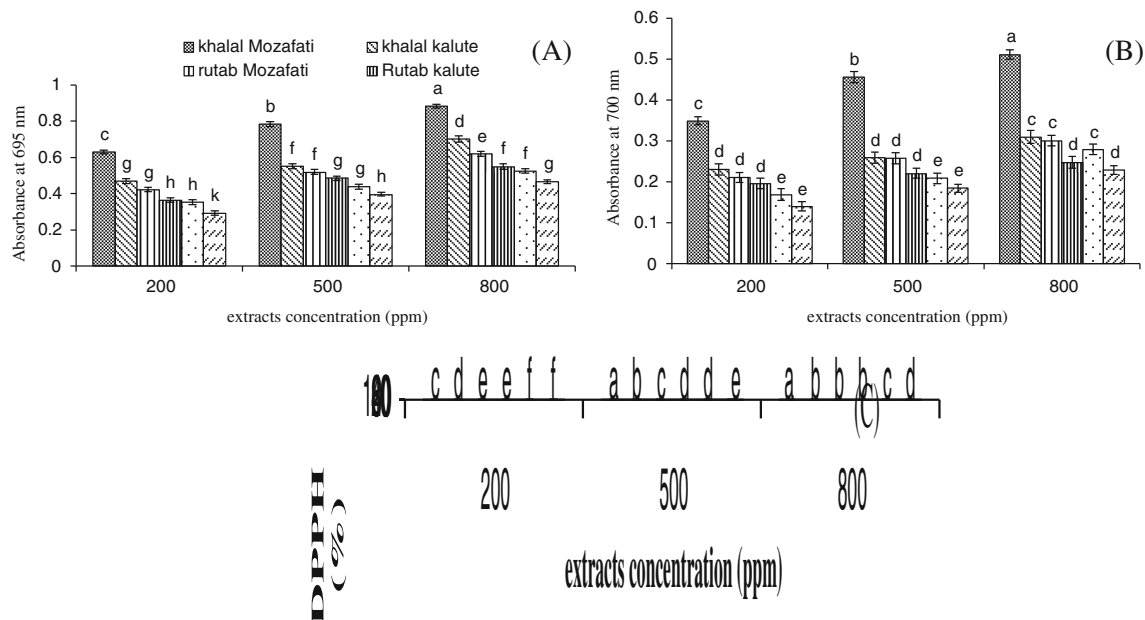 khalal Mozafati khalal kalute (A)
rutab Mozafati Rutab kalute
Absorbance at 695 nm
1
0.8
0.6
0.4
0.2
0
c g g h h k b f f g g h a d e f f g
200 500 800
extracts concentration (ppm)
(B)
Absorbance at 700 nm
0.6
0.5
0.4
0.3
0.2
0.1
0
c d d d e e b d d d e e a c c d c d
200 500 800
extracts concentration (ppm)
c d e e f f a b c d d e a b b b c d
(C)
DPPH
(%)
200 500 800
extracts concentration (ppm)